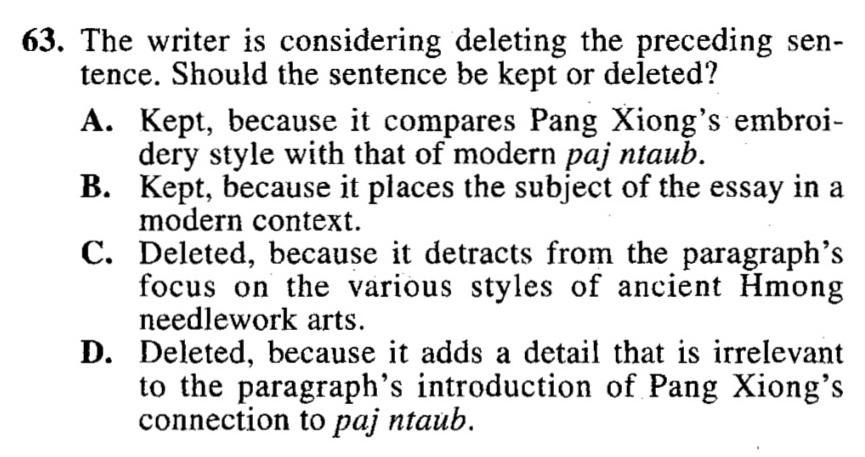 63. The writer is considering deleting the preceding sen-
tence. Should the sentence be kept or deleted?
A. Kept, because it compares Pang Xiong's embroi-
dery style with that of modern paj ntaub.
B. Kept, because it places the subject of the essay in a
modern context.
C. Deleted, because it detracts from the paragraph's
focus on the various styles of ancient Hmong
needlework arts.
D. Deleted, because it adds a detail that is irrelevant
to the paragraph's introduction of Pang Xiong's
connection to paj ntaub.